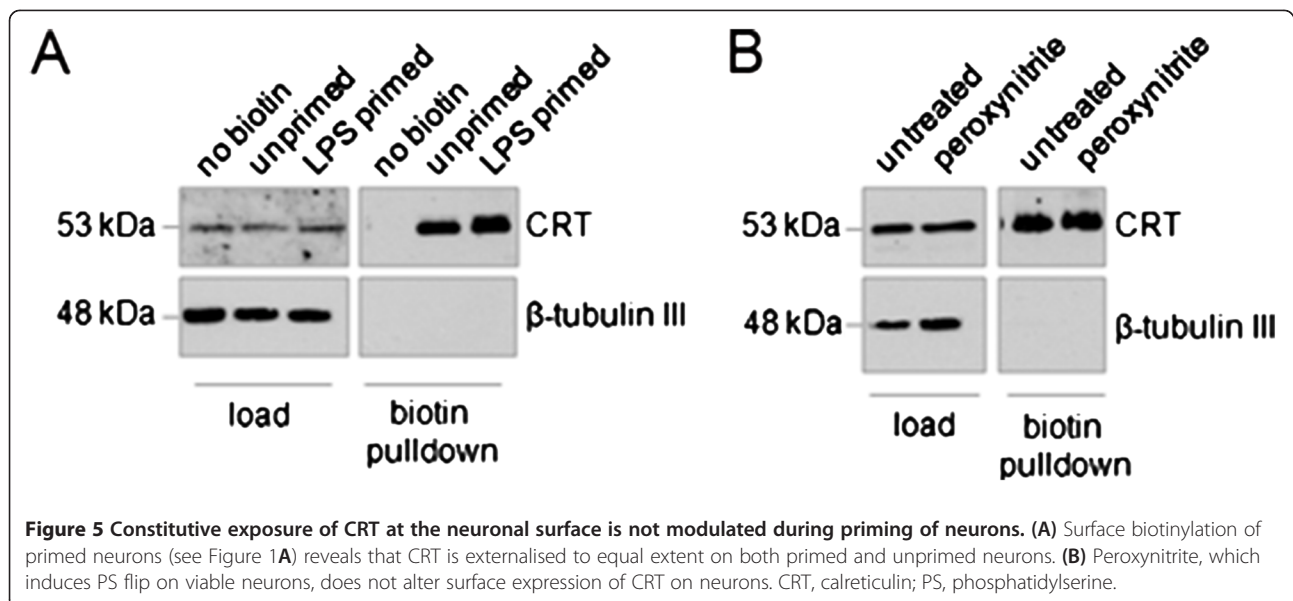 A
no biotin
unprimed
LPS primed
no biotin
unprimed
LPS primed
53 kDa
CRT
48 kDa
β-tubulin III
load
biotin
pulldown
B
untreated
peroxynitrite
untreated
peroxynitrite
53 kDa
CRT
48 kDa
β-tubulin III
load
biotin
pulldown
Figure 5 Constitutive exposure of CRT at the neuronal surface is not modulated during priming of neurons. (A) Surface biotinylation of
primed neurons (see Figure 1A) reveals that CRT is externalised to equal extent on both primed and unprimed neurons. (B) Peroxynitrite, which
induces PS flip on viable neurons, does not alter surface expression of CRT on neurons. CRT, calreticulin; PS, phosphatidylserine.